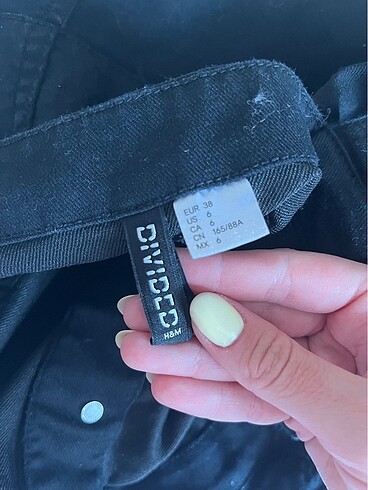 EUR 38
US 6
CA 6
CN 165/88A
MX 6
DIVIDED
H&M